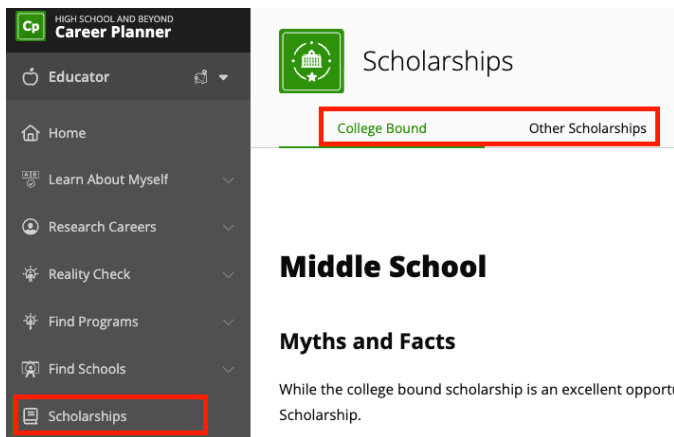 Cp
HIGH SCHOOL AND BEYOND
Career Planner
Educator
Home
Learn About Myself
Research Careers
Reality Check
Find Programs
Find Schools
Scholarships
Scholarships
College Bound Other Scholarships
Middle School
Myths and Facts
While the college bound scholarship is an excellent
Scholarship.